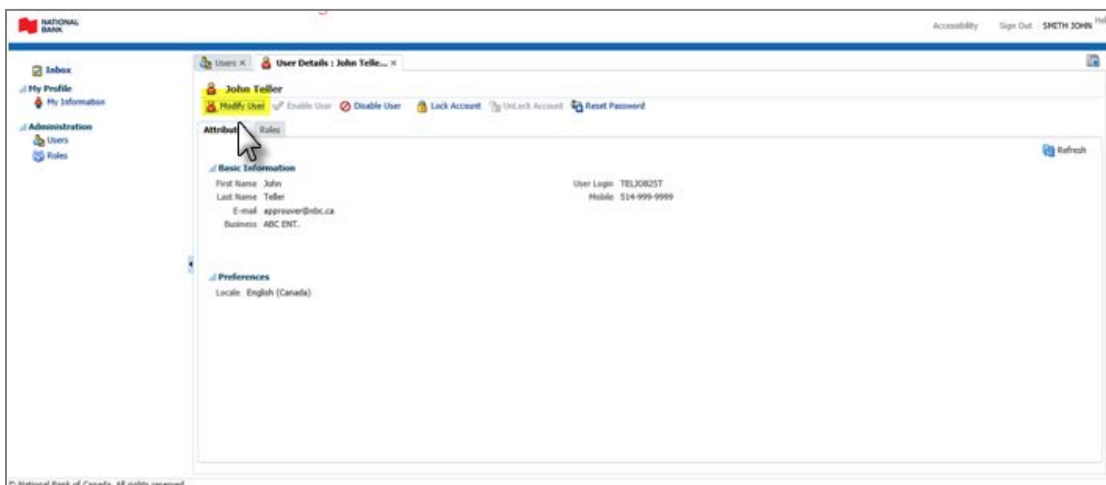 NATIONAL
BANK
Accessibility Sign Out SMITH JOHN Hel
Users × User Details : John Telle... ×
Inbox
My Profile
My Information
Administration
Users
Roles
John Teller
Modify User Enable User Disable User Lock Account UnLock Account Reset Password
Attribut Roles
Refresh
Basic Information
First Name John User Login TELJ0825T
Last Name Teller Mobile 514-999-9999
E-mail approuver@nbc.ca
Business ABC ENT.
Preferences
Locale English (Canada)
© National Bank of Canada. All rights reserved